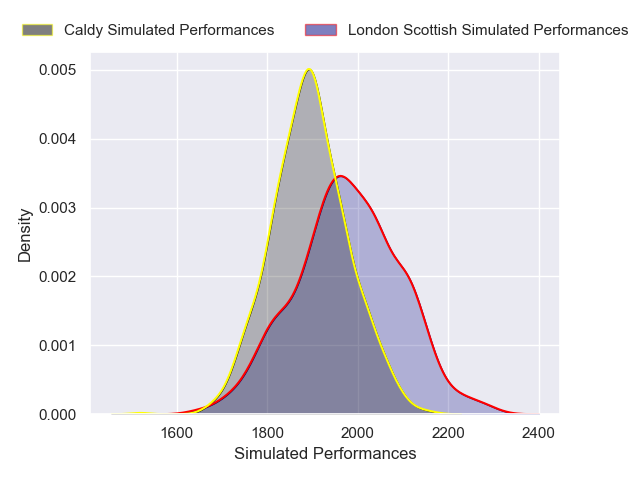 Caldy Simulated Performances London Scottish Simulated Performances
0.005
0.004
0.003
0.002
0.001
0.000
Density
1600 1800 2000 2200 2400
Simulated Performances